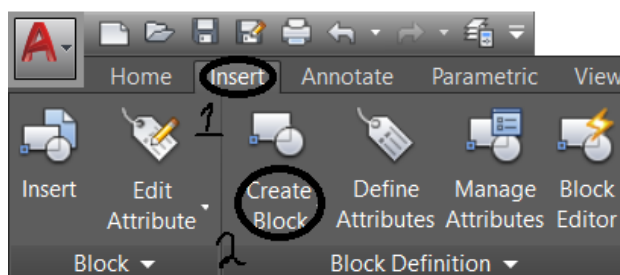 A
Home Insert Annotate Parametric View
1
Insert Edit Attribute Create Block Define Attributes Manage Attributes Block Editor
2
Block Block Definition